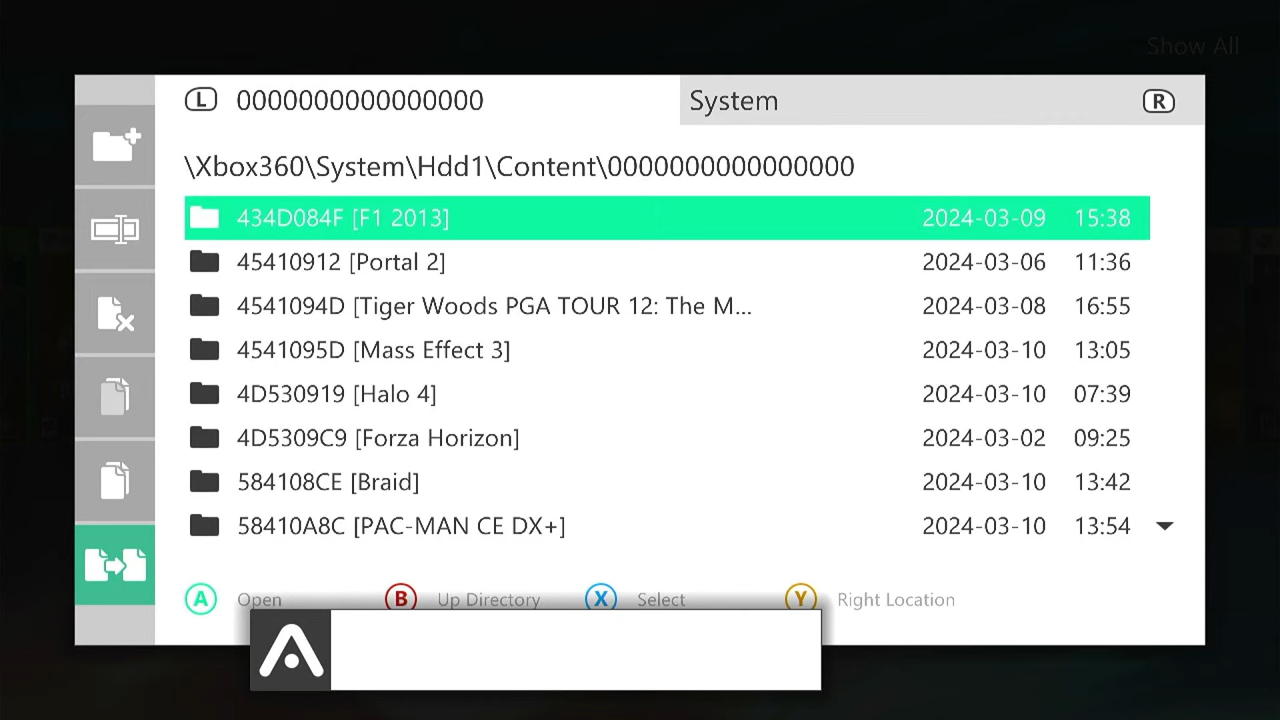 Show All
L 0000000000000000
System R
\Xbox360\System\Hdd1\Content\0000000000000000
434D084F [F1 2013] 2024-03-09 15:38
45410912 [Portal 2] 2024-03-06 11:36
4541094D [Tiger Woods PGA TOUR 12: The M... 2024-03-08 16:55
4541095D [Mass Effect 3] 2024-03-10 13:05
4D530919 [Halo 4] 2024-03-10 07:39
4D5309C9 [Forza Horizon] 2024-03-02 09:25
584108CE [Braid] 2024-03-10 13:42
58410A8C [PAC-MAN CE DX+] 2024-03-10 13:54
A Open B Up Directory X Select Y Right Location